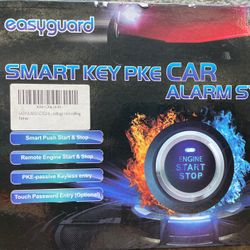 easyguard
SMART KEY PKE CAR
ALARM S
Smart Push Start & Stop
Remote Engine Start & Stop
PKE-passive Keyless entry
Touch Password Entry (Optional)
ENGINE
START
STOP